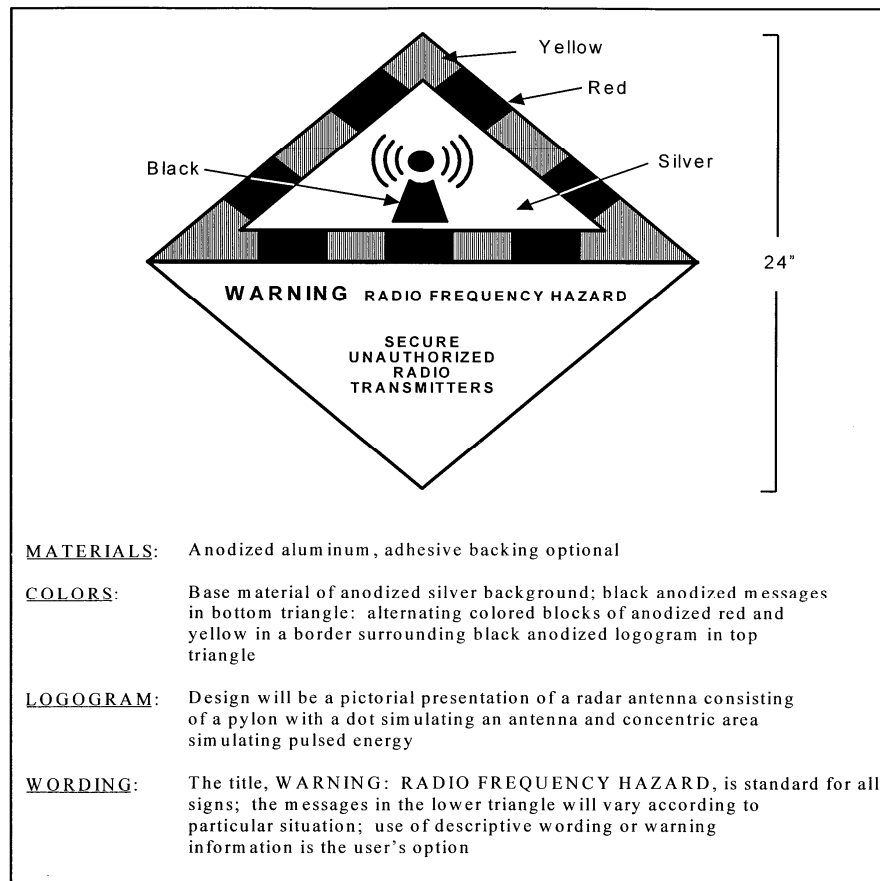 Yellow
Red
Black
Silver
24"
WARNING RADIO FREQUENCY HAZARD
SECURE
UNAUTHORIZED
RADIO
TRANSMITTERS
MATERIALS: Anodized aluminum, adhesive backing optional
COLORS: Base material of anodized silver background; black anodized messages
in bottom triangle: alternating colored blocks of anodized red and
yellow in a border surrounding black anodized logogram in top
triangle
LOGOGRAM: Design will be a pictorial presentation of a radar antenna consisting
of a pylon with a dot simulating an antenna and concentric area
simulating pulsed energy
WORDING: The title, WARNING: RADIO FREQUENCY HAZARD, is standard for all
signs; the messages in the lower triangle will vary according to
particular situation; use of descriptive wording or warning
information is the user's option